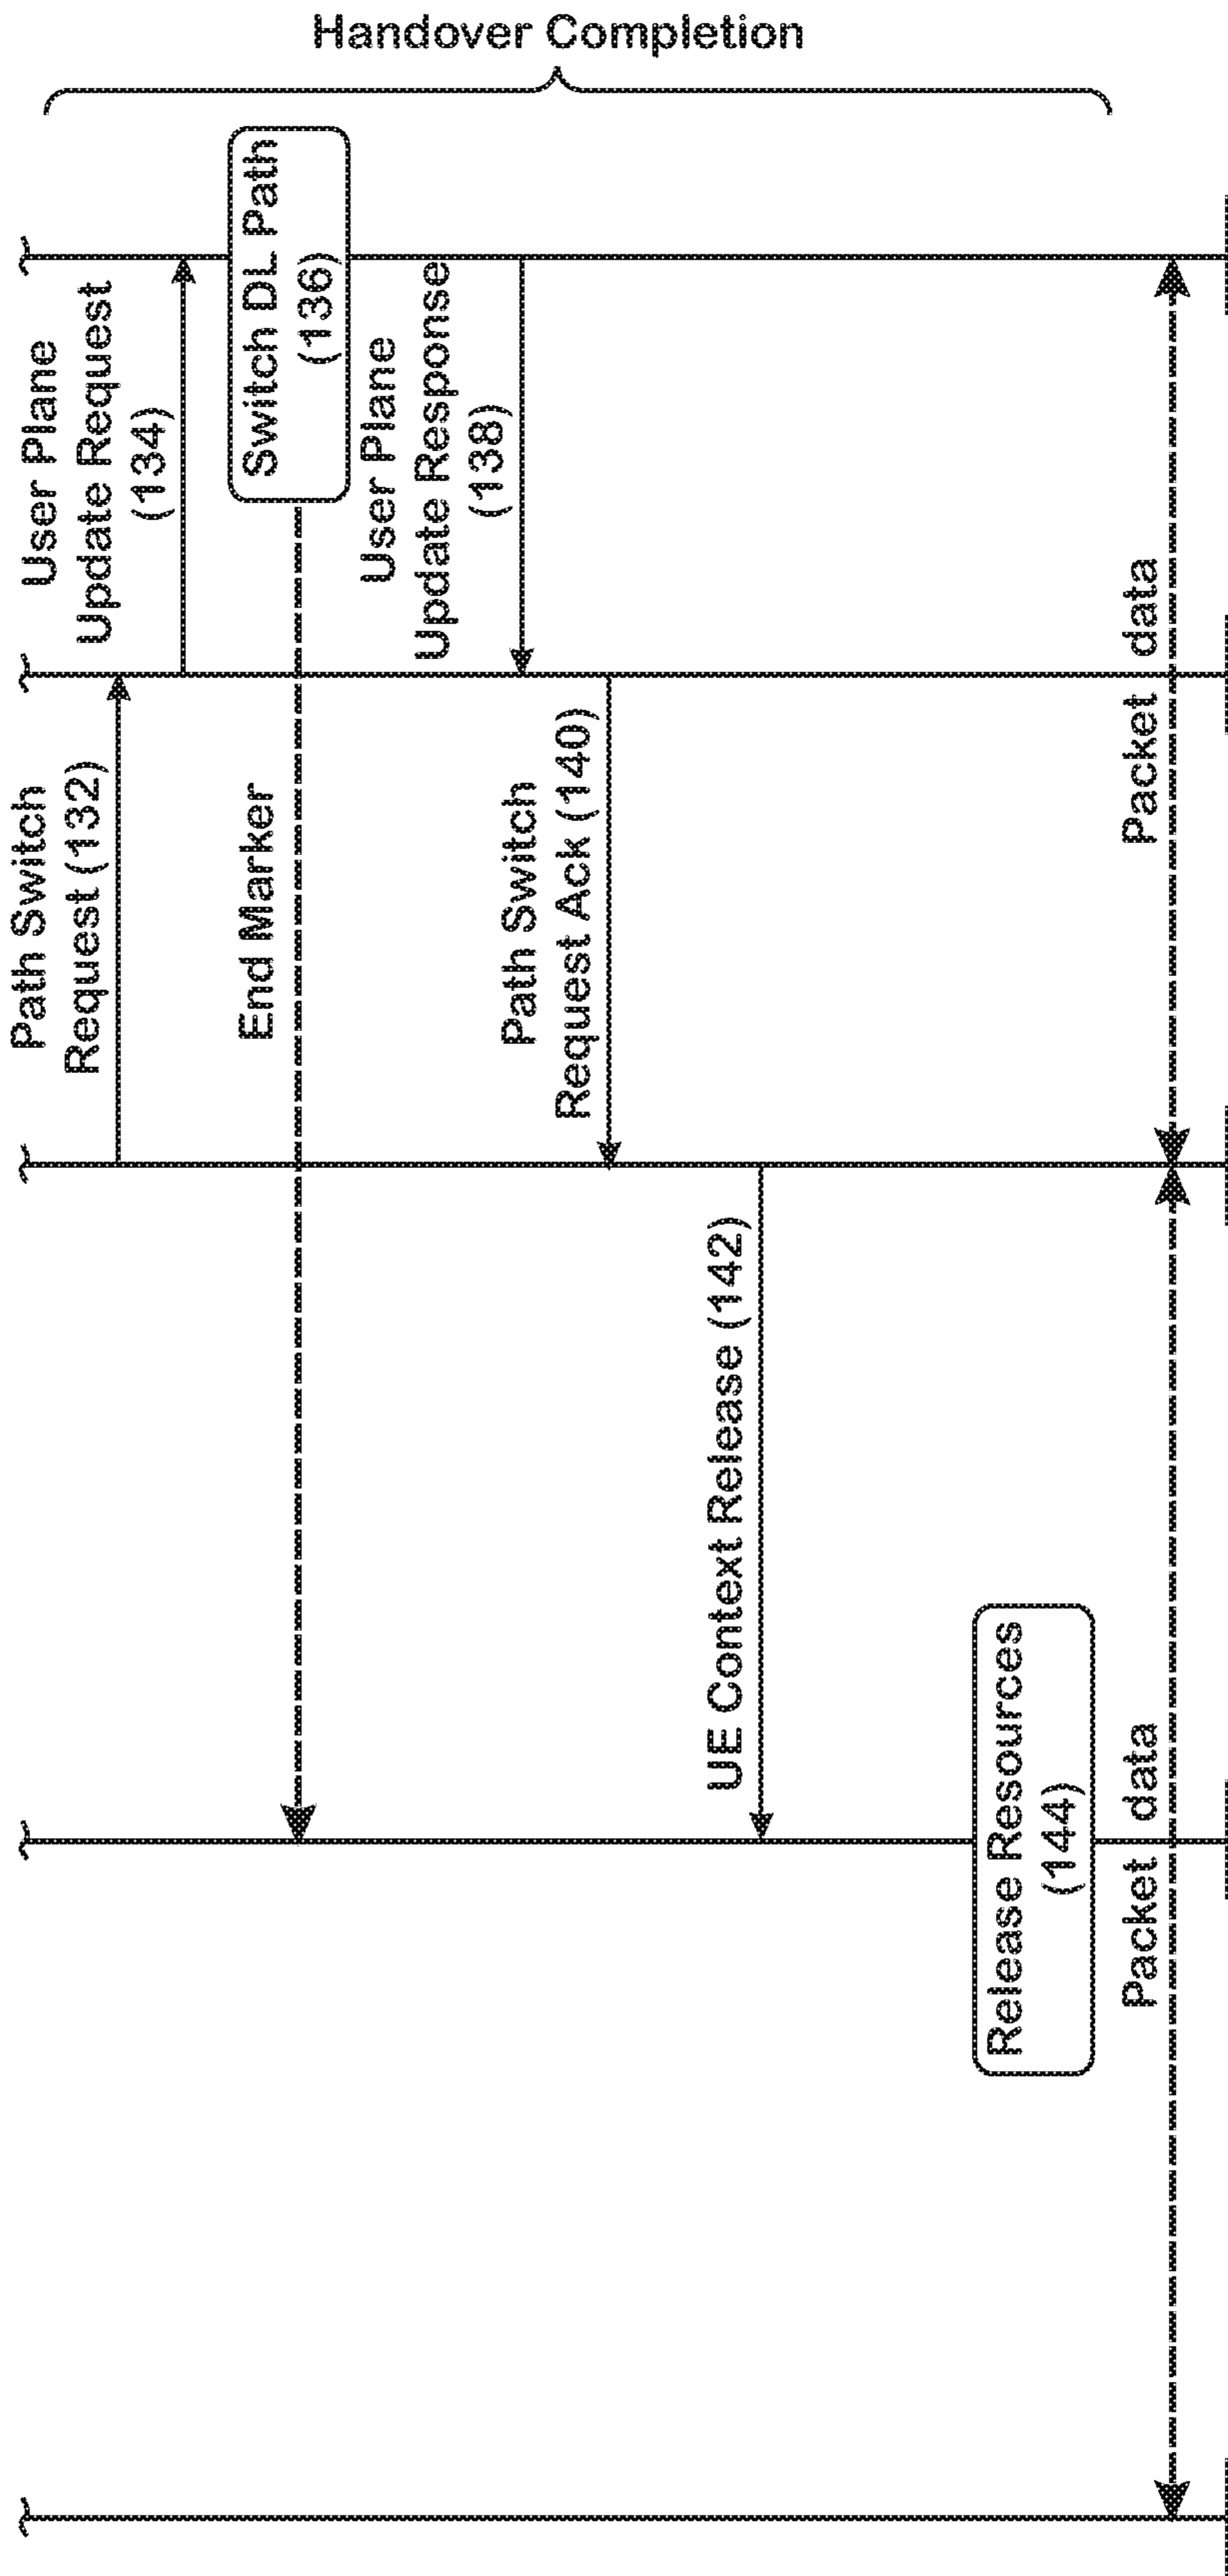 Handover Completion
Path Switch
Request (132)
User Plane
Update Request
(134)
Switch DL Path
(136)
End Marker
User Plane
Update Response
(138)
Path Switch
Request Ack (140)
UE Context Release (142)
Release Resources
(144)
Packet data
Packet data